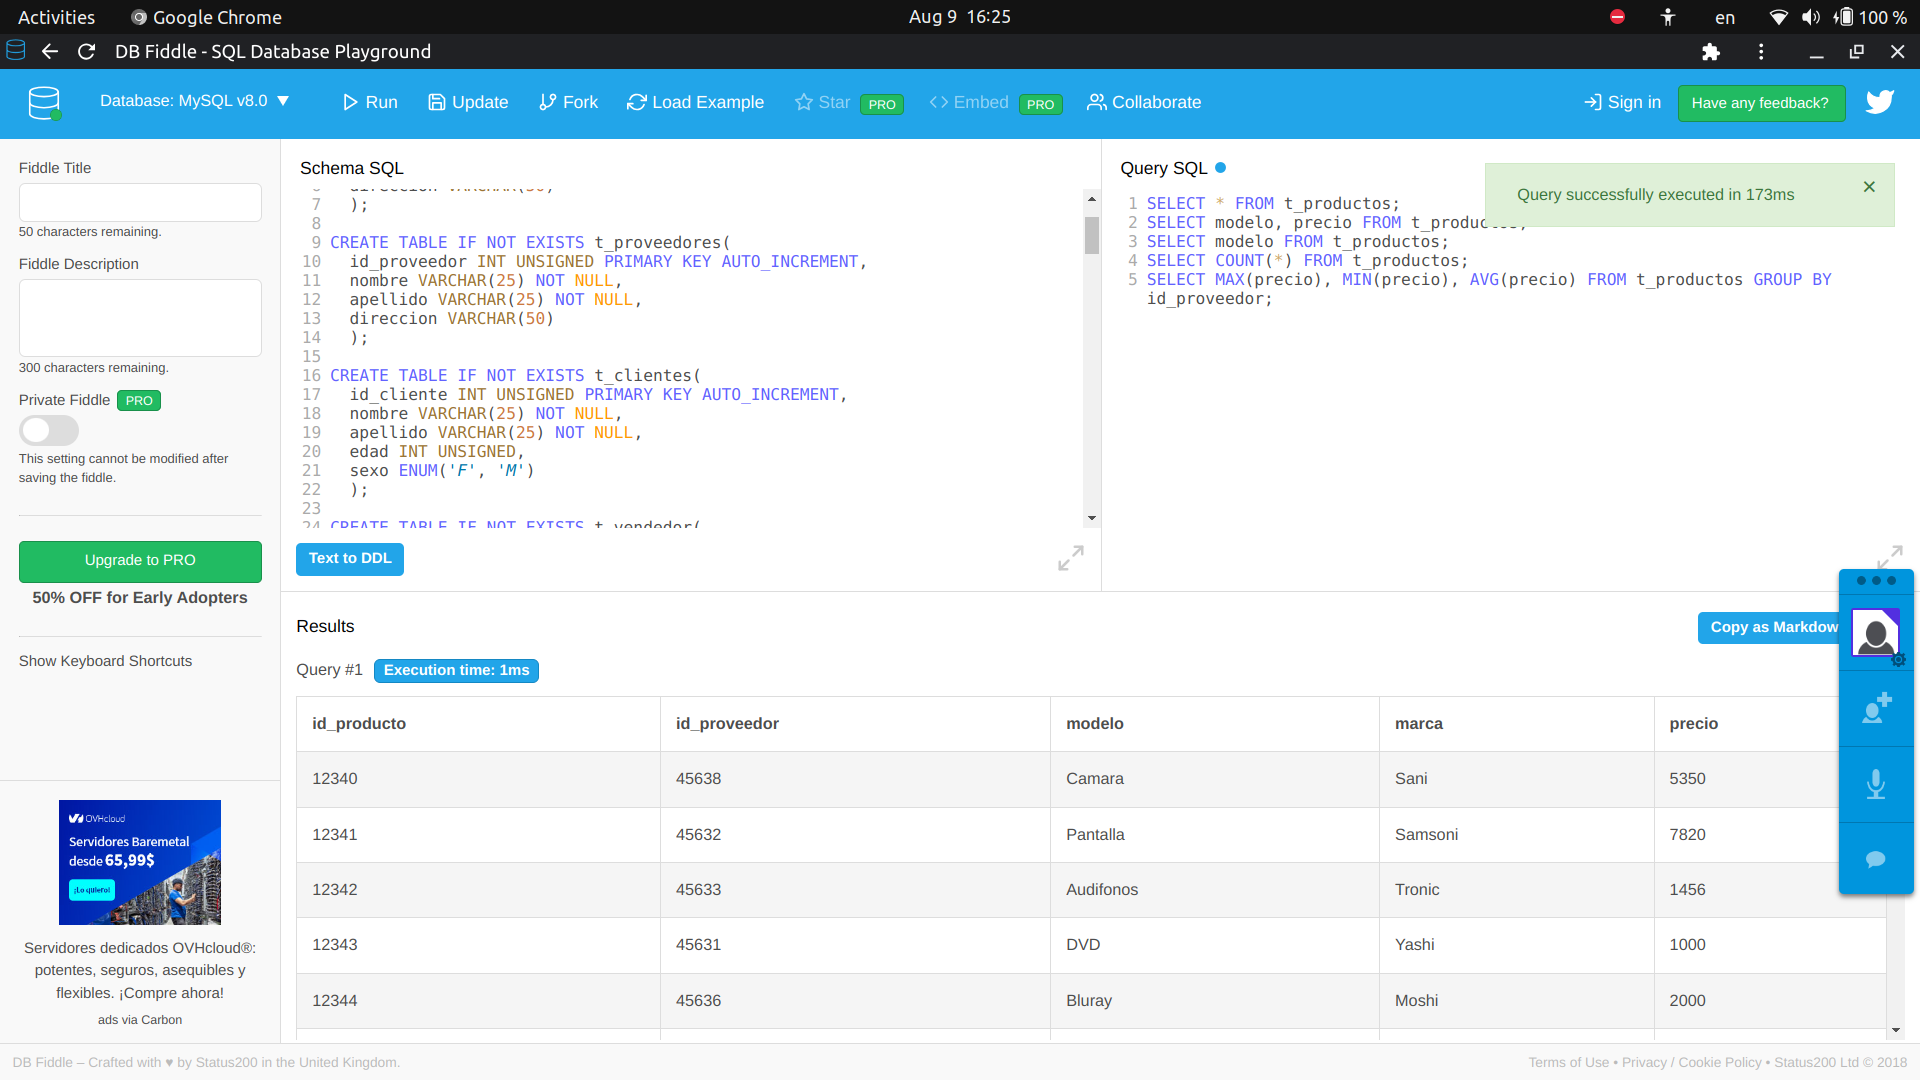 Activities
Google Chrome
Aug 9 16:25
en
100 %
DB Fiddle - SQL Database Playground
Database: MySQL v8.0 ▼
Run
Update
Fork
Load Example
Star PRO
Embed PRO
Collaborate
Sign in
Have any feedback?
Fiddle Title
50 characters remaining.
Fiddle Description
300 characters remaining.
Private Fiddle PRO
This setting cannot be modified after
saving the fiddle.
Upgrade to PRO
50% OFF for Early Adopters
Show Keyboard Shortcuts
OVHcloud
Servidores Baremetal
desde 65,99$
¡Lo quiero!
Servidores dedicados OVHcloud®:
potentes, seguros, asequibles y
flexibles. ¡Compre ahora!
ads via Carbon
Schema SQL
6 direccion VARCHAR(50)
7 );
8
9 CREATE TABLE IF NOT EXISTS t_proveedores(
10 id_proveedor INT UNSIGNED PRIMARY KEY AUTO_INCREMENT,
11 nombre VARCHAR(25) NOT NULL,
12 apellido VARCHAR(25) NOT NULL,
13 direccion VARCHAR(50)
14 );
15
16 CREATE TABLE IF NOT EXISTS t_clientes(
17 id_cliente INT UNSIGNED PRIMARY KEY AUTO_INCREMENT,
18 nombre VARCHAR(25) NOT NULL,
19 apellido VARCHAR(25) NOT NULL,
20 edad INT UNSIGNED,
21 sexo ENUM('F', 'M')
22 );
23
24 CREATE TABLE IF NOT EXISTS t_vendedor(
Text to DDL
Query SQL
Query successfully executed in 173ms
1 SELECT * FROM t_productos;
2 SELECT modelo, precio FROM t_productos;
3 SELECT modelo FROM t_productos;
4 SELECT COUNT(*) FROM t_productos;
5 SELECT MAX(precio), MIN(precio), AVG(precio) FROM t_productos GROUP BY
id_proveedor;
Results
Copy as Markdow
Query #1 Execution time: 1ms
id_producto id_proveedor modelo marca precio
12340 45638 Camara Sani 5350
12341 45632 Pantalla Samsoni 7820
12342 45633 Audifonos Tronic 1456
12343 45631 DVD Yashi 1000
12344 45636 Bluray Moshi 2000
DB Fiddle – Crafted with ♥ by Status200 in the United Kingdom.
Terms of Use • Privacy / Cookie Policy • Status200 Ltd © 2018